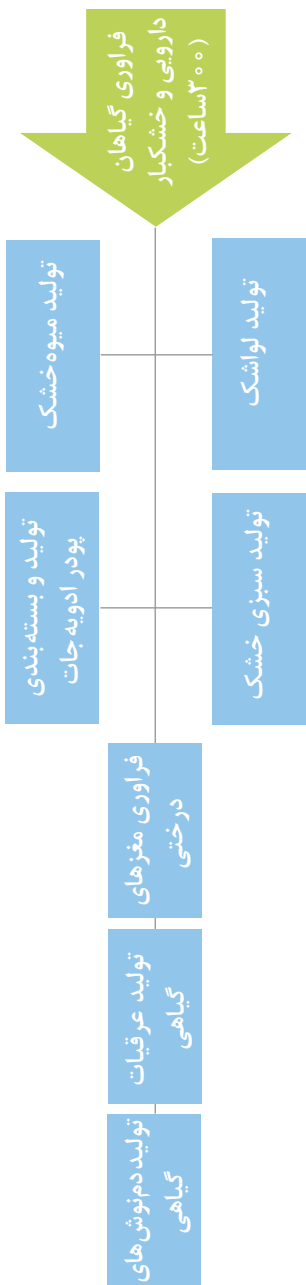 فراوری گیاهان
دارویی و خشکبار
(۳۰۰ساعت)
تولید میوه خشک
تولید لواشک
تولید و بسته‌بندی
پودر ادویه‌جات
تولید سبزی خشک
فراوری مغزهای
درختی
تولید عرقیات
گیاهی
تولید دم‌نوش‌های
گیاهی